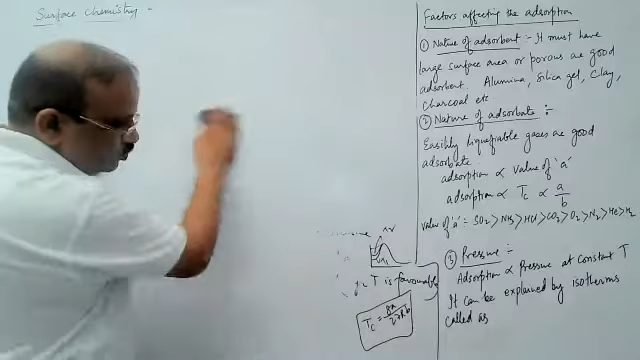 Surface Chemistry -
Factors affecting the adsorption
① Nature of adsorbent :- It must have
large surface area or porous are good
adsorbent. Alumina, Silica gel, Clay,
Charcoal etc
② Nature of adsorbate :-
Easihly liquefiable gases are good
adsorbate.
adsorption ∝ value of 'a'
adsorption ∝ Tc ∝ a/b
value of 'a' = SO2 > NH3 > HCl > CO2 > O2 > N2 > He > H2
③ Pressure :-
Adsorption ∝ Pressure at constant T
It can be explained by isotherms
called as
T is favourable
Tc = 8a/27Rb